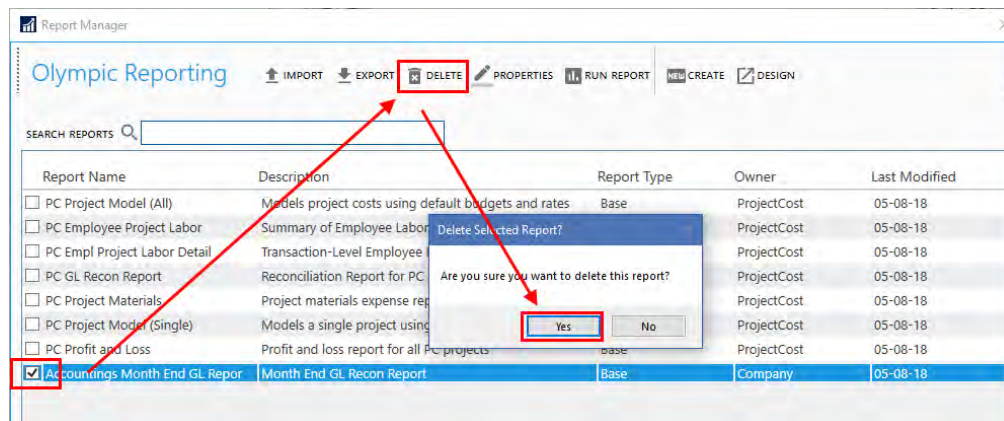 Report Manager
Olympic Reporting IMPORT EXPORT DELETE PROPERTIES RUN REPORT NEW CREATE DESIGN
SEARCH REPORTS
Report Name Description Report Type Owner Last Modified
PC Project Model (All) Models project costs using default budgets and rates Base ProjectCost 05-08-18
PC Employee Project Labor Summary of Employee Labor ProjectCost 05-08-18
Delete Selected Report?
PC Empl Project Labor Detail Transaction-Level Employee ProjectCost 05-08-18
PC GL Recon Report Reconciliation Report for PC Are you sure you want to delete this report? ProjectCost 05-08-18
PC Project Materials Project materials expense rep ProjectCost 05-08-18
PC Project Model (Single) Models a single project using Yes No ProjectCost 05-08-18
PC Profit and Loss Profit and loss report for all PC projects Base ProjectCost 05-08-18
Accountings Month End GL Repor Month End GL Recon Report Base Company 05-08-18